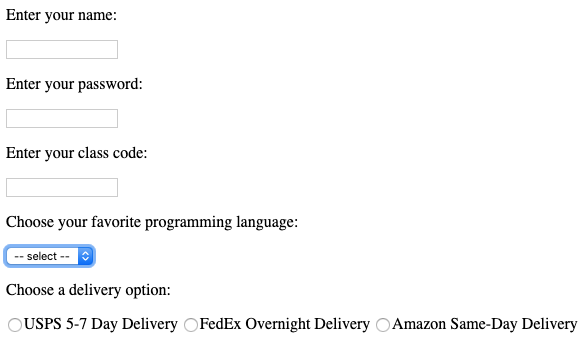 Enter your name:
Enter your password:
Enter your class code:
Choose your favorite programming language:
-- select --
Choose a delivery option:
USPS 5-7 Day Delivery FedEx Overnight Delivery Amazon Same-Day Delivery